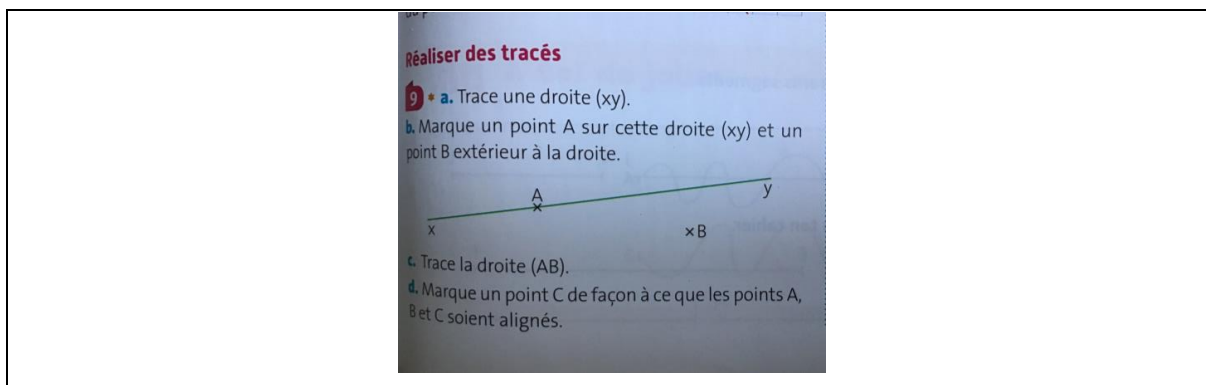 Réaliser des tracés
9 * a. Trace une droite (xy).
b. Marque un point A sur cette droite (xy) et un
point B extérieur à la droite.
A
y
x
×B
c. Trace la droite (AB).
d. Marque un point C de façon à ce que les points A,
B et C soient alignés.